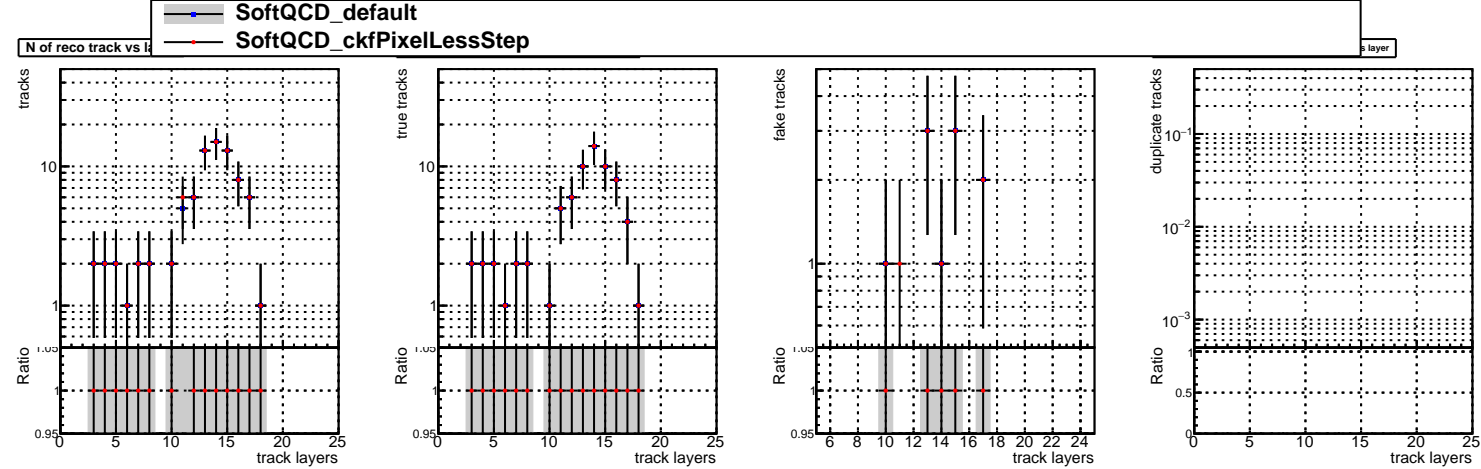 SoftQCD_default
SoftQCD_ckfPixelLessStep
N of reco track vs la
s layer
tracks
10
1
Ratio
1.05
1
0.95
0 5 10 15 20 25
track layers
true tracks
10
1
Ratio
1.05
1
0.95
0 5 10 15 20 25
track layers
fake tracks
1
Ratio
1.05
1
0.95
6 8 10 12 14 16 18 20 22 24
track layers
duplicate tracks
10−1
10−2
10−3
Ratio
1
0.5
0
0 5 10 15 20 25
track layers